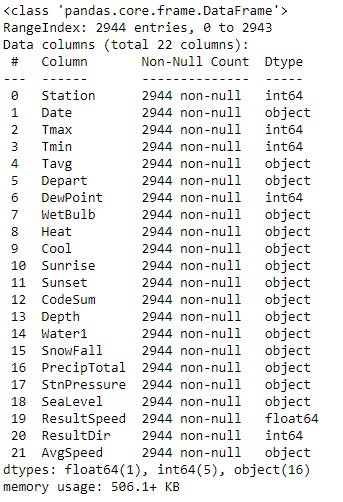 <class 'pandas.core.frame.DataFrame'>
RangeIndex: 2944 entries, 0 to 2943
Data columns (total 22 columns):
 #   Column       Non-Null Count  Dtype
---  ------       --------------  -----
 0   Station      2944 non-null   int64
 1   Date         2944 non-null   object
 2   Tmax         2944 non-null   int64
 3   Tmin         2944 non-null   int64
 4   Tavg         2944 non-null   object
 5   Depart       2944 non-null   object
 6   DewPoint     2944 non-null   int64
 7   WetBulb      2944 non-null   object
 8   Heat         2944 non-null   object
 9   Cool         2944 non-null   object
 10  Sunrise      2944 non-null   object
 11  Sunset       2944 non-null   object
 12  CodeSum      2944 non-null   object
 13  Depth        2944 non-null   object
 14  Water1       2944 non-null   object
 15  SnowFall     2944 non-null   object
 16  PrecipTotal  2944 non-null   object
 17  StnPressure  2944 non-null   object
 18  SeaLevel     2944 non-null   object
 19  ResultSpeed  2944 non-null   float64
 20  ResultDir    2944 non-null   int64
 21  AvgSpeed     2944 non-null   object
dtypes: float64(1), int64(5), object(16)
memory usage: 506.1+ KB